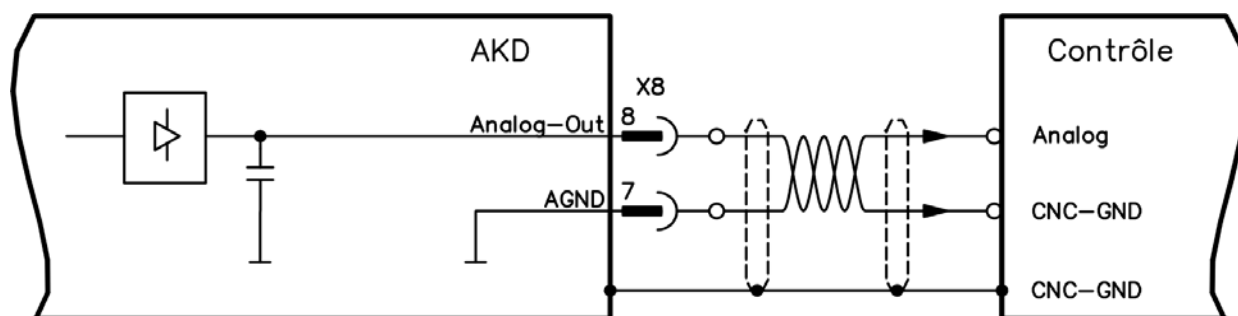 AKD
Contrôle
X8
Analog-Out
8
Analog
AGND
7
CNC-GND
CNC-GND